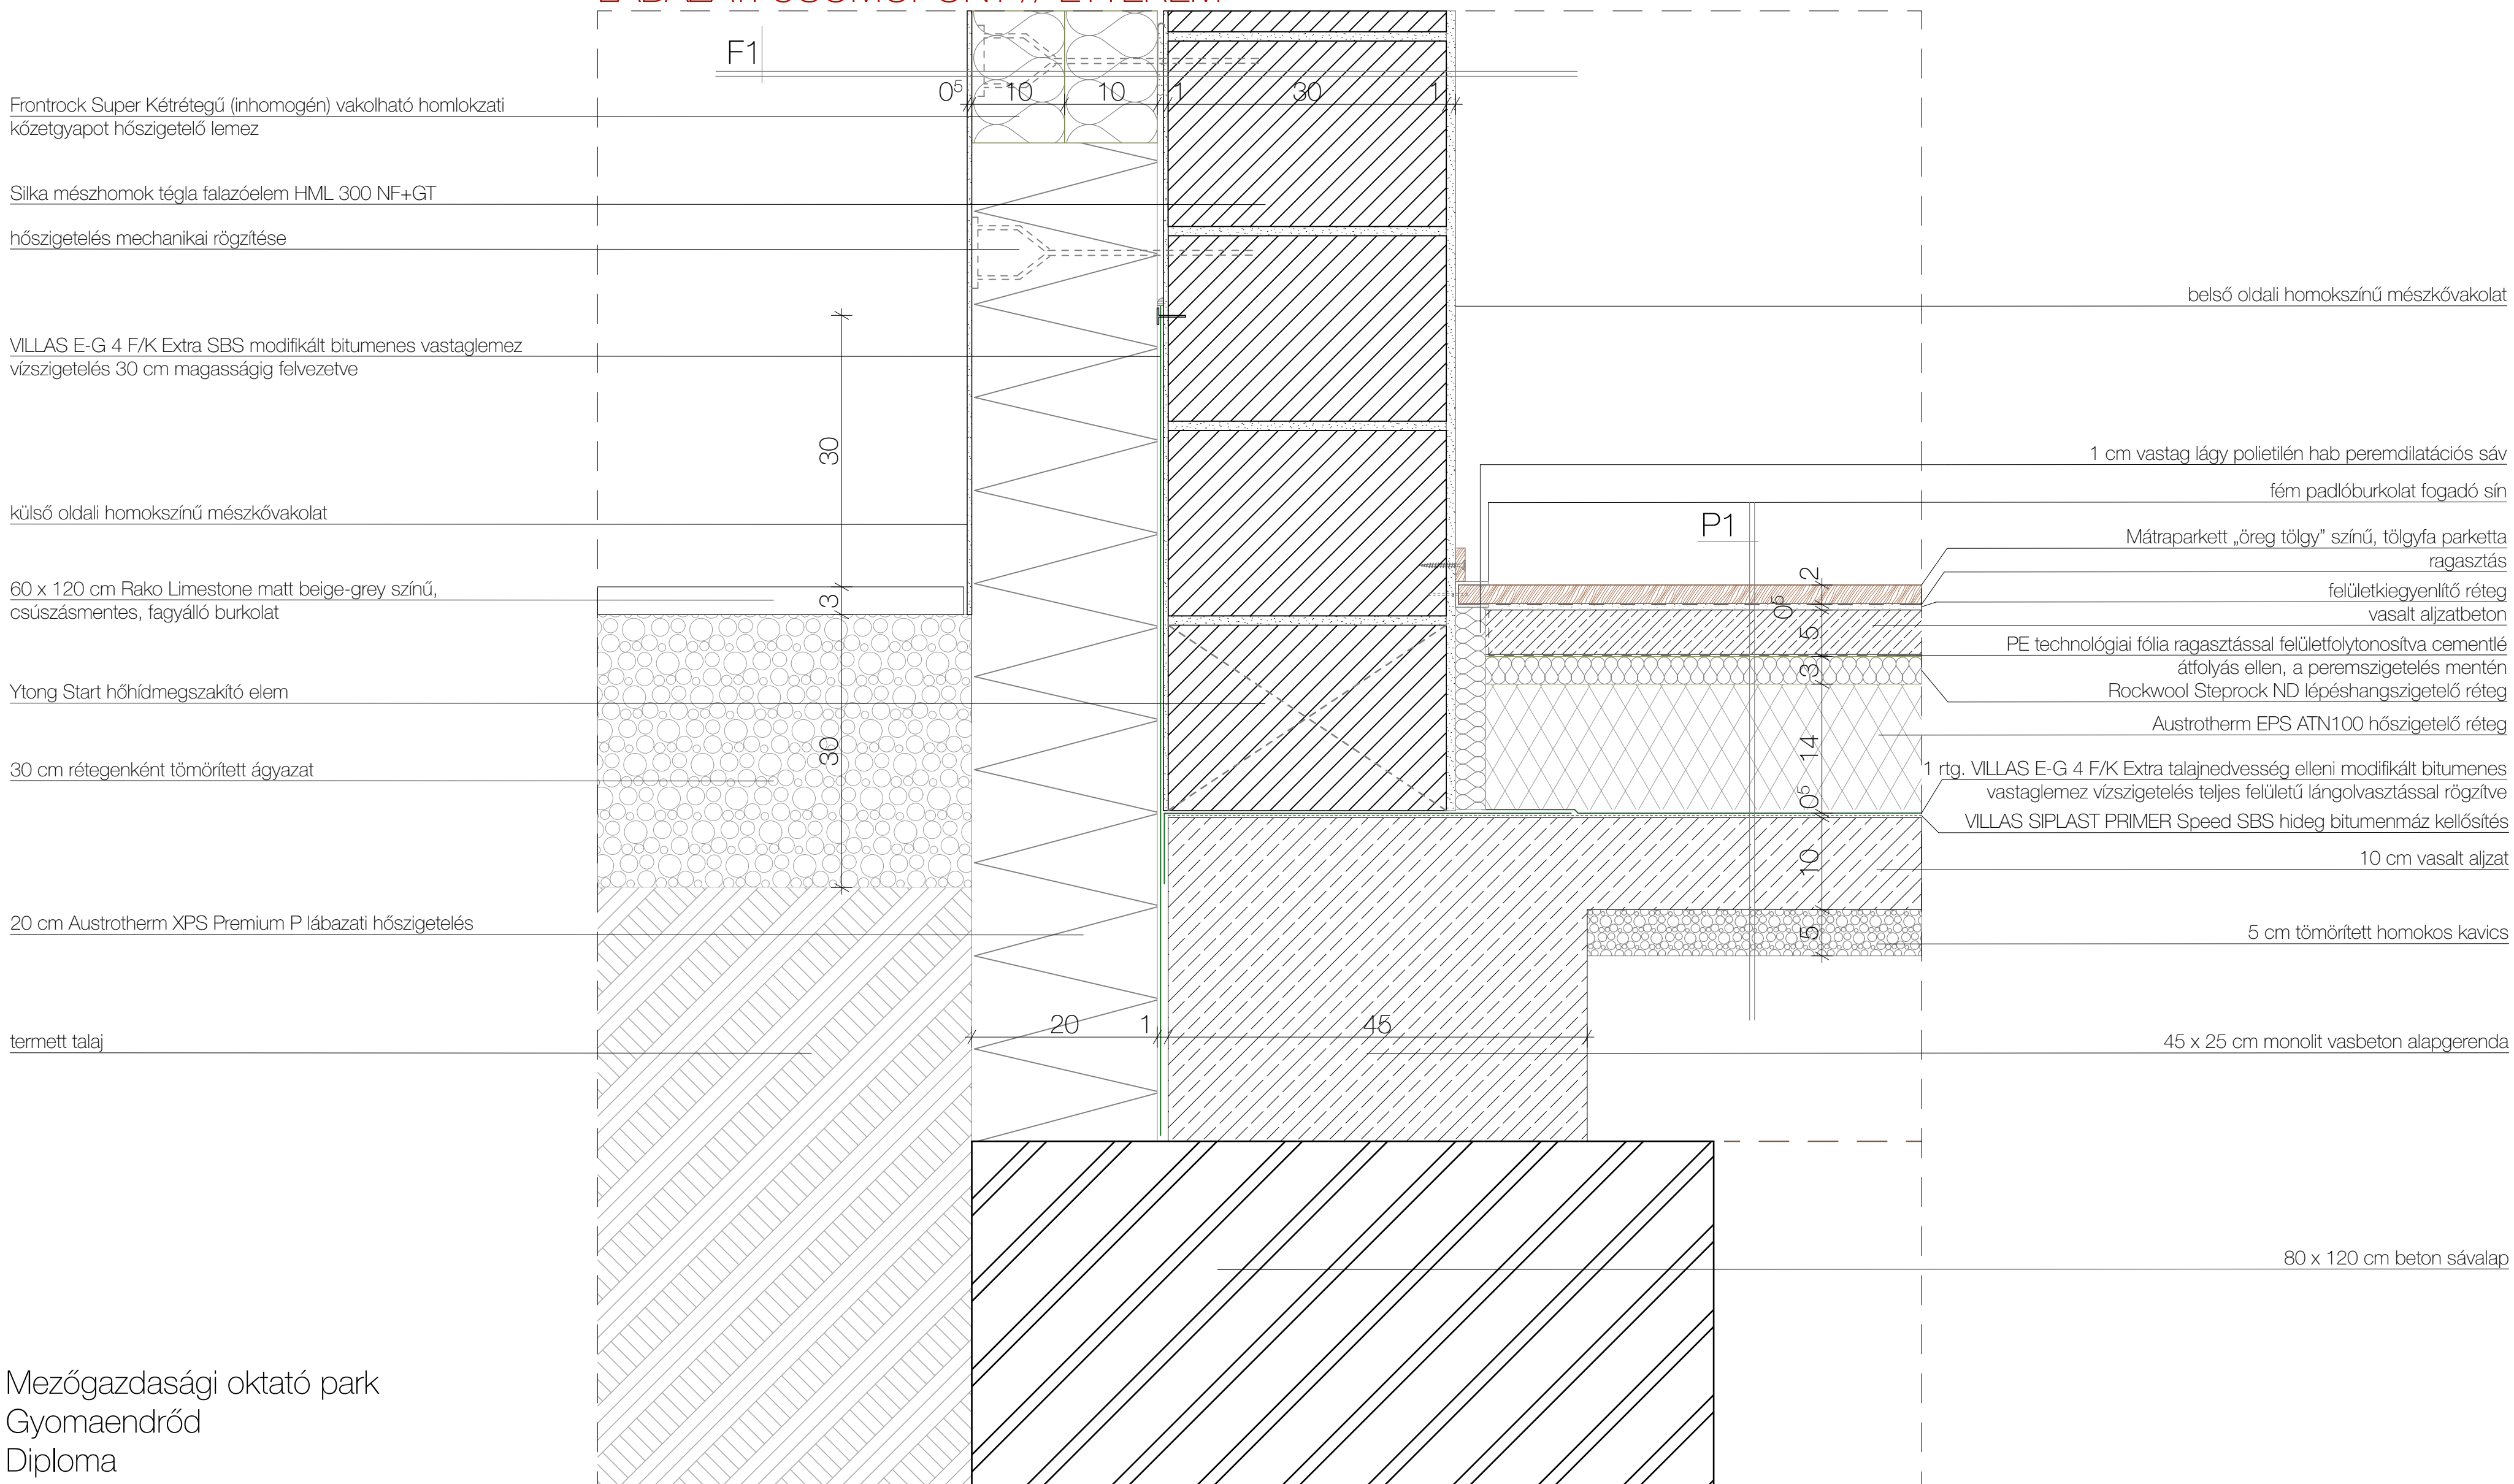 LÁBAZATI CSOMÓPONT // ÉTTEREM
F1
0⁵ 10 10 1 30 1
Frontrock Super Kétrétegű (inhomogén) vakolható homlokzati
kőzetgyapot hőszigetelő lemez
Silka mészhomok tégla falazóelem HML 300 NF+GT
hőszigetelés mechanikai rögzítése
VILLAS E-G 4 F/K Extra SBS modifikált bitumenes vastaglemez
vízszigetelés 30 cm magasságig felvezetve
külső oldali homokszínű mészkővakolat
60 x 120 cm Rako Limestone matt beige-grey színű,
csúszásmentes, fagyálló burkolat
Ytong Start hőhídmegszakító elem
30 cm rétegenként tömörített ágyazat
20 cm Austrotherm XPS Premium P lábazati hőszigetelés
termett talaj
30
3
30
20 1 45
belső oldali homokszínű mészkővakolat
1 cm vastag lágy polietilén hab peremdilatációs sáv
fém padlóburkolat fogadó sín
P1
Mátraparkett „öreg tölgy” színű, tölgyfa parketta
ragasztás
felületkiegyenlítő réteg
vasalt aljzatbeton
PE technológiai fólia ragasztással felületfolytonosítva cementlé
átfolyás ellen, a peremszigetelés mentén
Rockwool Steprock ND lépéshangszigetelő réteg
Austrotherm EPS ATN100 hőszigetelő réteg
1 rtg. VILLAS E-G 4 F/K Extra talajnedvesség elleni modifikált bitumenes
vastaglemez vízszigetelés teljes felületű lángolvasztással rögzítve
VILLAS SIPLAST PRIMER Speed SBS hideg bitumenmáz kellősítés
10 cm vasalt aljzat
5 cm tömörített homokos kavics
45 x 25 cm monolit vasbeton alapgerenda
80 x 120 cm beton sávalap
2
0⁵
5
3
14
0⁵
10
5
Mezőgazdasági oktató park
Gyomaendrőd
Diploma